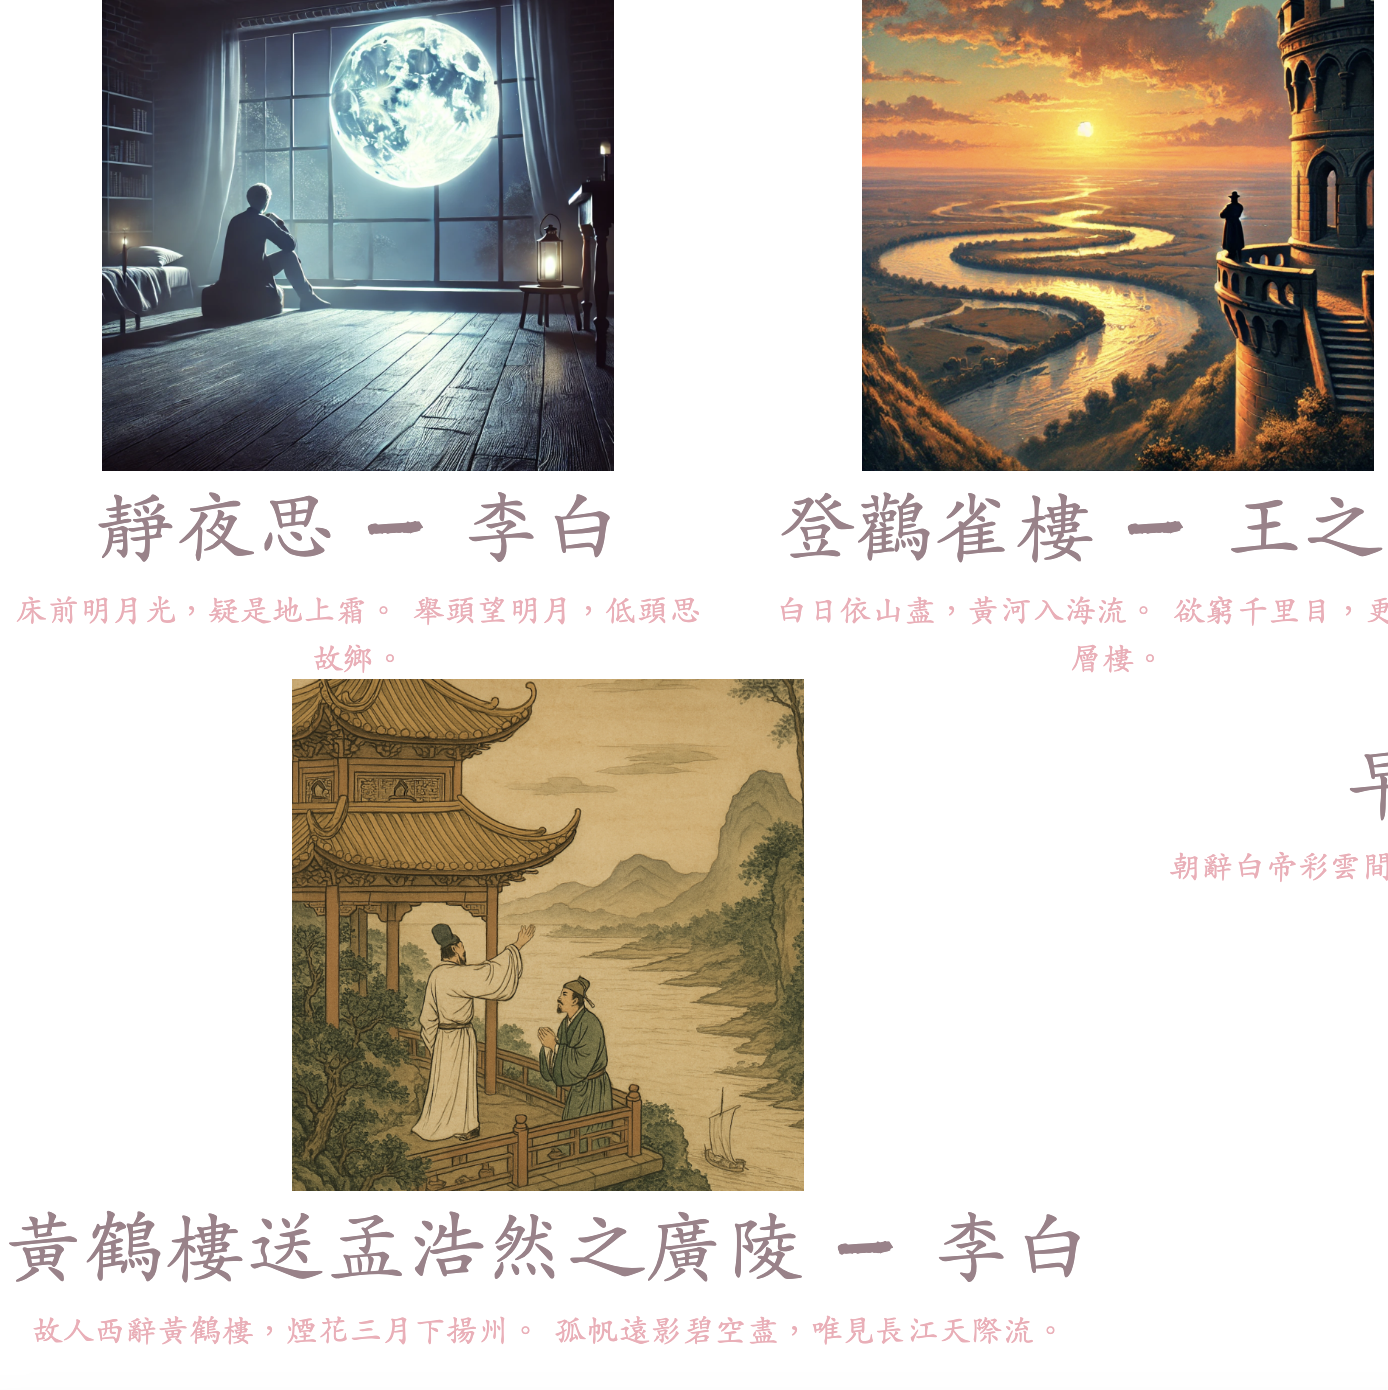 靜夜思 - 李白
床前明月光，疑是地上霜。 舉頭望明月，低頭思
故鄉。
登鸛雀樓 - 王之
白日依山盡，黃河入海流。 欲窮千里目，更
層樓。
黃鶴樓送孟浩然之廣陵 - 李白
故人西辭黃鶴樓，煙花三月下揚州。 孤帆遠影碧空盡，唯見長江天際流。
早
朝辭白帝彩雲間